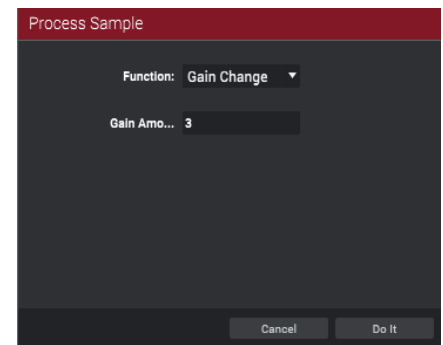 Process Sample
Function: Gain Change
Gain Amo... 3
Cancel Do It